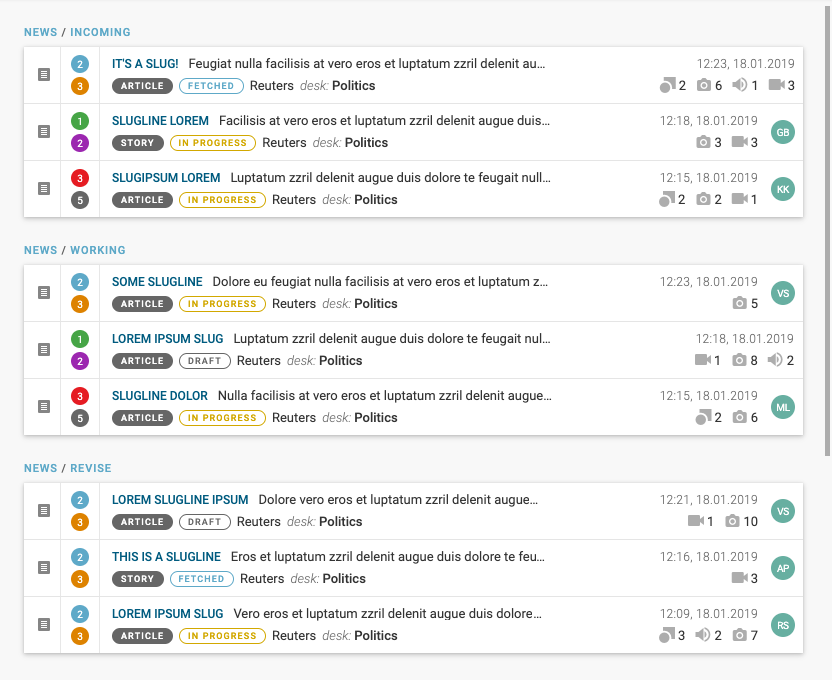 NEWS / INCOMING
2 IT'S A SLUG! Feugiat nulla facilisis at vero eros et luptatum zzril delenit au... 12:23, 18.01.2019
3 ARTICLE FETCHED Reuters desk: Politics 2 6 1 3
1 SLUGLINE LOREM Facilisis at vero eros et luptatum zzril delenit augue duis... 12:18, 18.01.2019 GB
2 STORY IN PROGRESS Reuters desk: Politics 3 3
3 SLUGIPSUM LOREM Luptatum zzril delenit augue duis dolore te feugait null... 12:15, 18.01.2019 KK
5 ARTICLE IN PROGRESS Reuters desk: Politics 2 2 1
NEWS / WORKING
2 SOME SLUGLINE Dolore eu feugiat nulla facilisis at vero eros et luptatum z... 12:23, 18.01.2019 VS
3 ARTICLE IN PROGRESS Reuters desk: Politics 5
1 LOREM IPSUM SLUG Luptatum zzril delenit augue duis dolore te feugait nul... 12:18, 18.01.2019
2 ARTICLE DRAFT Reuters desk: Politics 1 8 2
3 SLUGLINE DOLOR Nulla facilisis at vero eros et luptatum zzril delenit augue... 12:15, 18.01.2019 ML
5 ARTICLE IN PROGRESS Reuters desk: Politics 2 6
NEWS / REVISE
2 LOREM SLUGLINE IPSUM Dolore vero eros et luptatum zzril delenit augue... 12:21, 18.01.2019 VS
3 ARTICLE DRAFT Reuters desk: Politics 1 10
2 THIS IS A SLUGLINE Eros et luptatum zzril delenit augue duis dolore te feu... 12:16, 18.01.2019 AP
3 STORY FETCHED Reuters desk: Politics 3
2 LOREM IPSUM SLUG Vero eros et luptatum zzril delenit augue duis dolore... 12:09, 18.01.2019 RS
3 ARTICLE IN PROGRESS Reuters desk: Politics 3 2 7